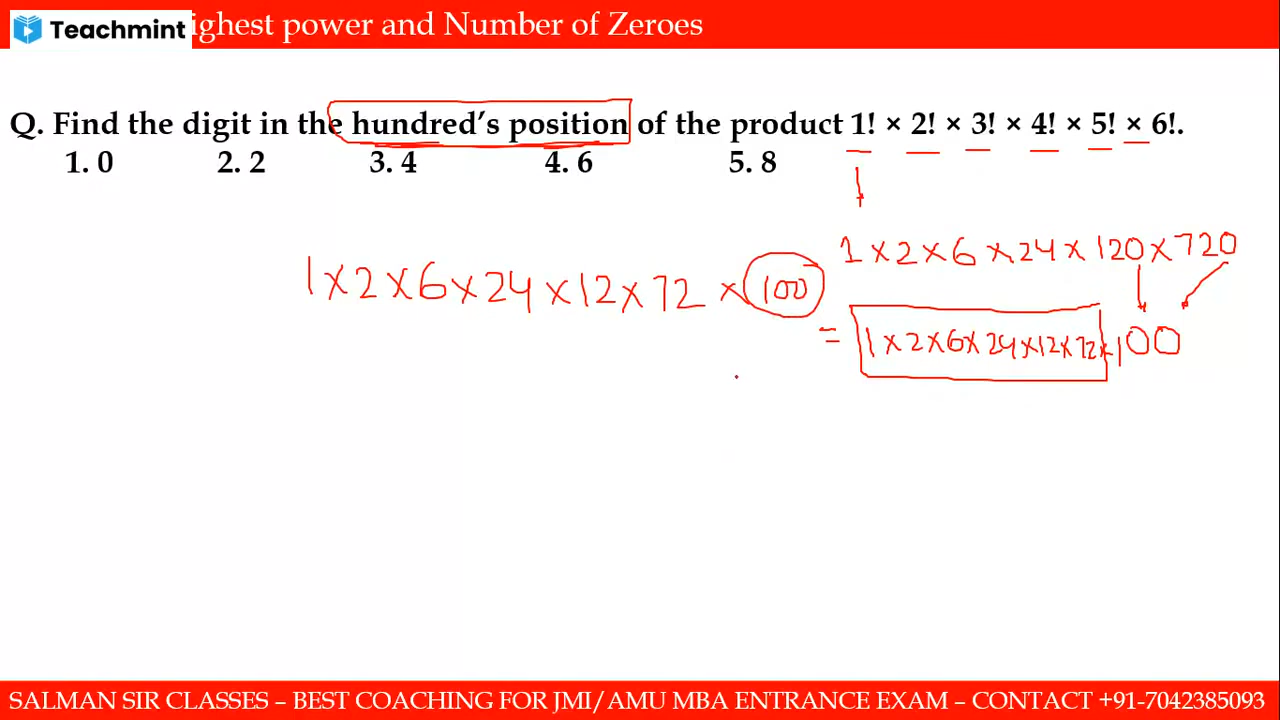 Teachmint
ighest power and Number of Zeroes
Q. Find the digit in the hundred's position of the product 1! × 2! × 3! × 4! × 5! × 6!.
1. 0 2. 2 3. 4 4. 6 5. 8
1 × 2 × 6 × 24 × 120 × 720
1 × 2 × 6 × 24 × 12 × 72 × 100
= 1 × 2 × 6 × 24 × 12 × 72 × 100
SALMAN SIR CLASSES – BEST COACHING FOR JMI/AMU MBA ENTRANCE EXAM – CONTACT +91-7042385093